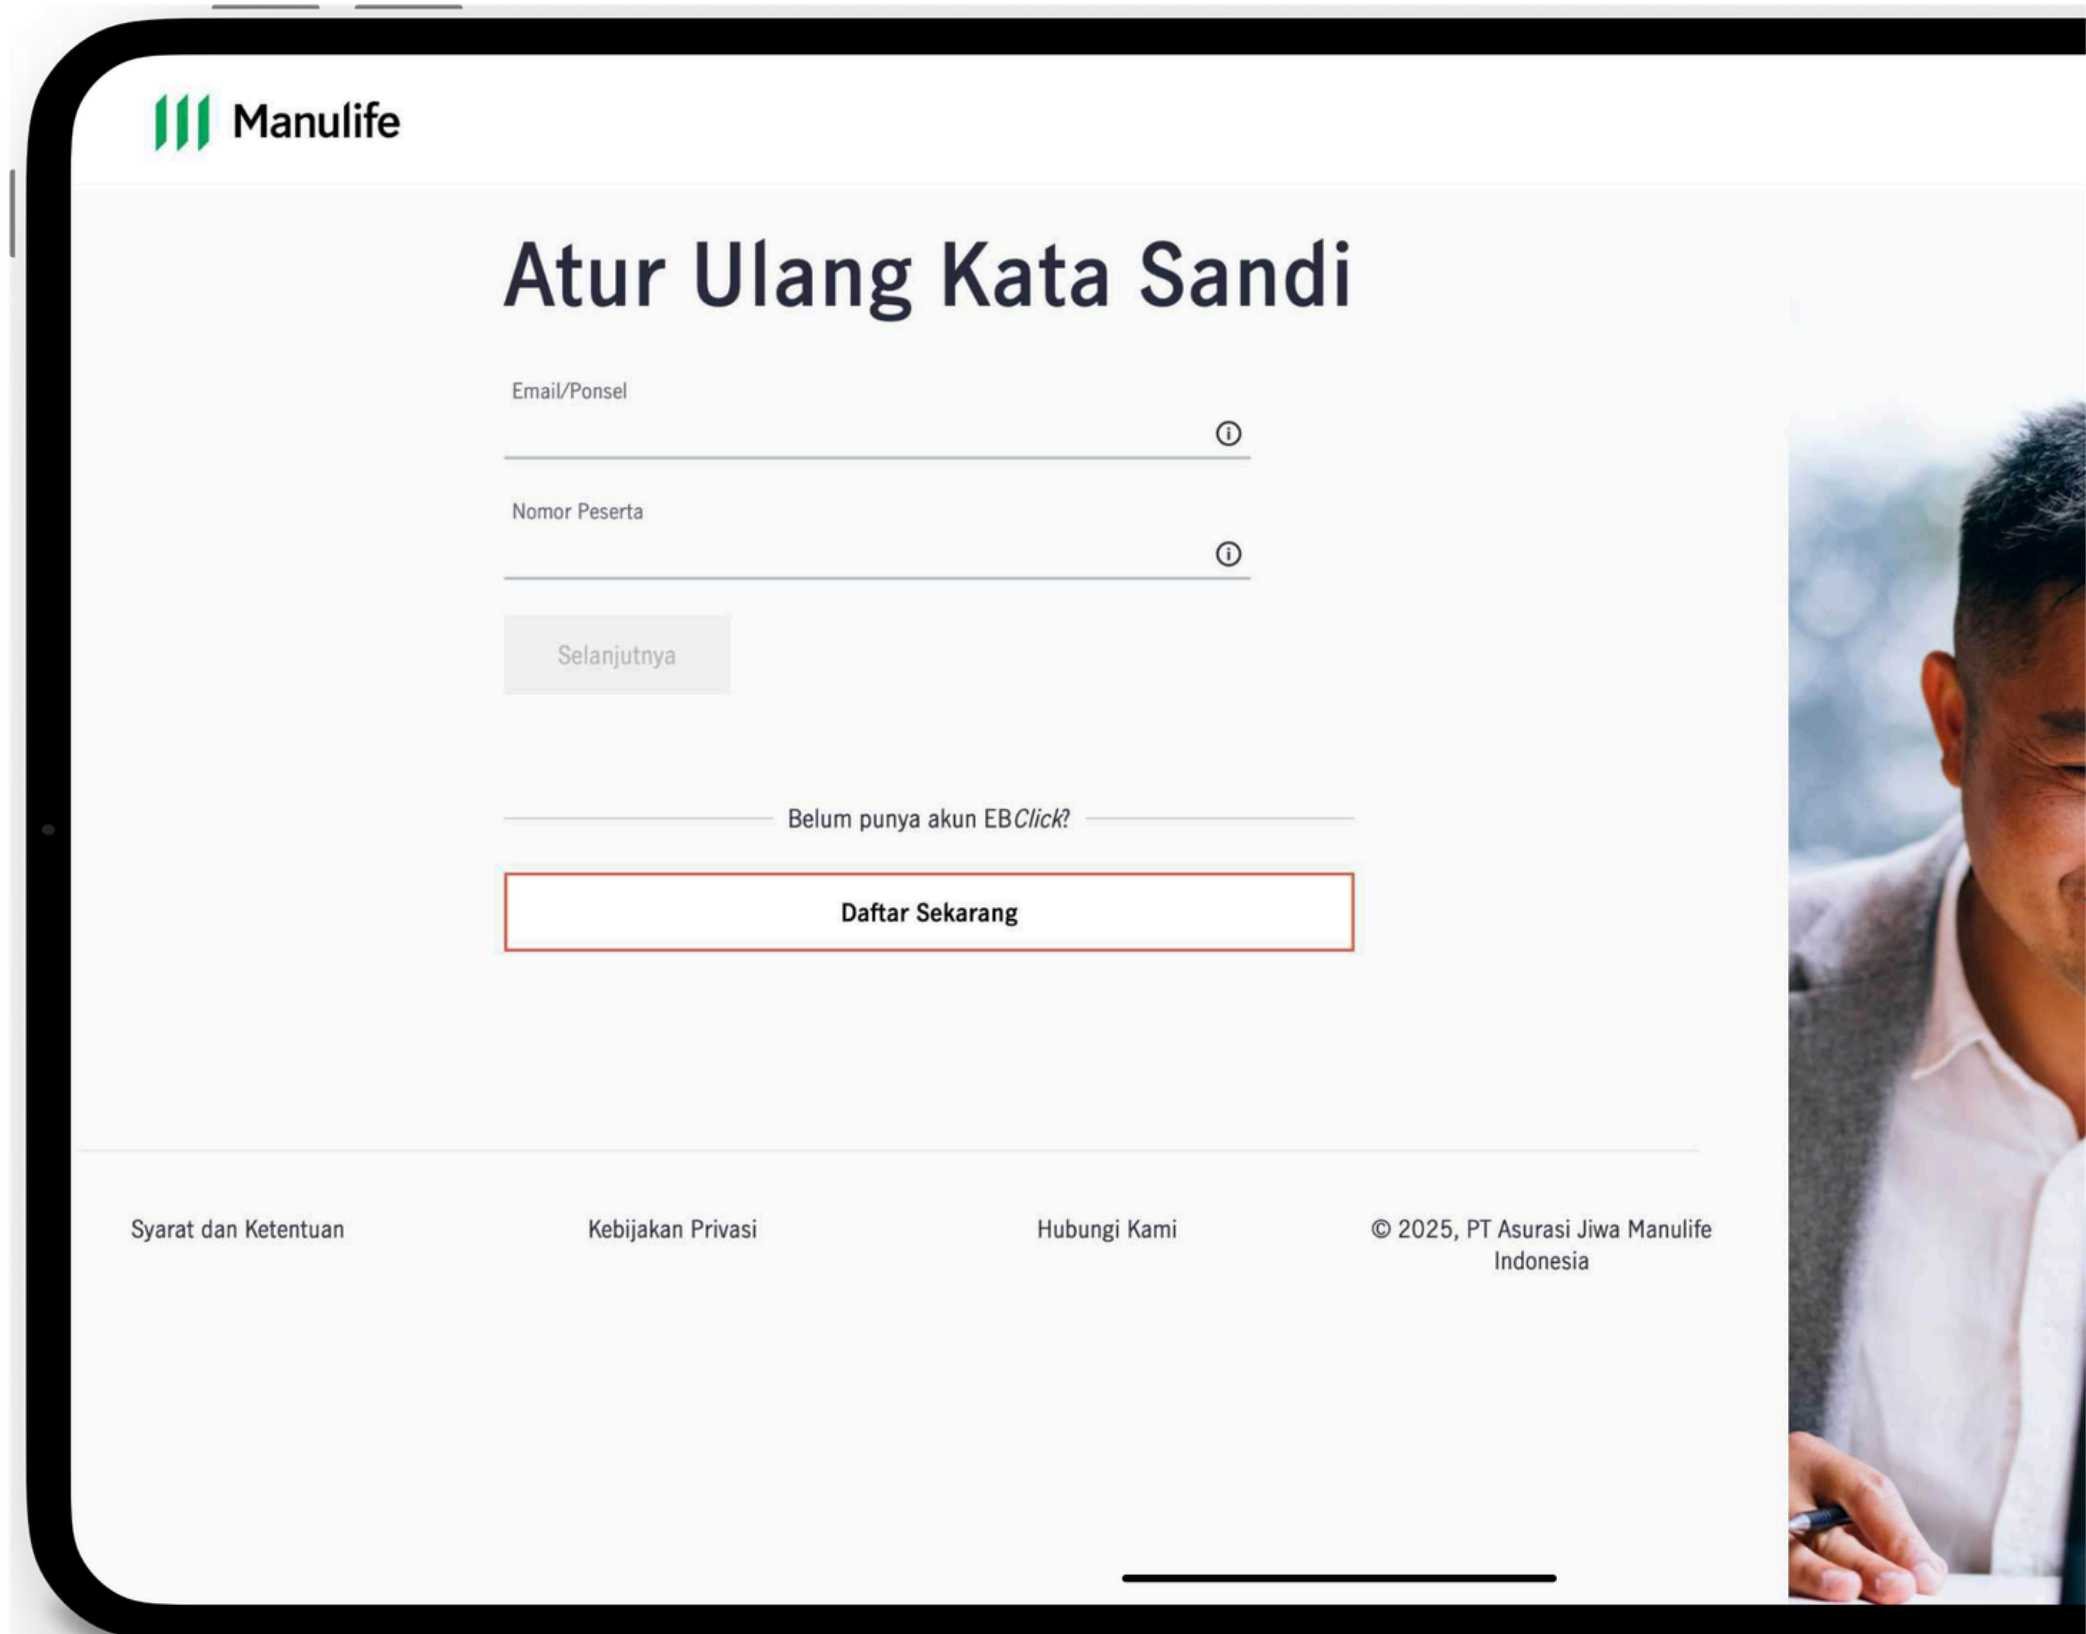 Manulife
Atur Ulang Kata Sandi
Email/Ponsel
Nomor Peserta
Selanjutnya
Belum punya akun EBClick?
Daftar Sekarang
Syarat dan Ketentuan
Kebijakan Privasi
Hubungi Kami
© 2025, PT Asurasi Jiwa Manulife
Indonesia